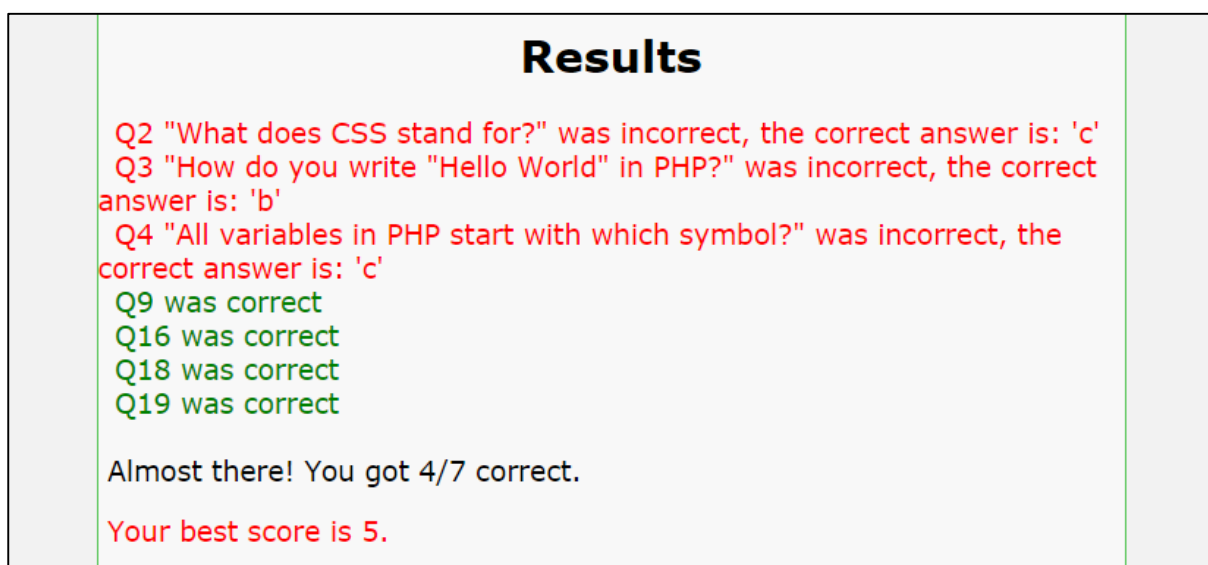 Results
Q2 "What does CSS stand for?" was incorrect, the correct answer is: 'c'
Q3 "How do you write "Hello World" in PHP?" was incorrect, the correct
answer is: 'b'
Q4 "All variables in PHP start with which symbol?" was incorrect, the
correct answer is: 'c'
Q9 was correct
Q16 was correct
Q18 was correct
Q19 was correct
Almost there! You got 4/7 correct.
Your best score is 5.